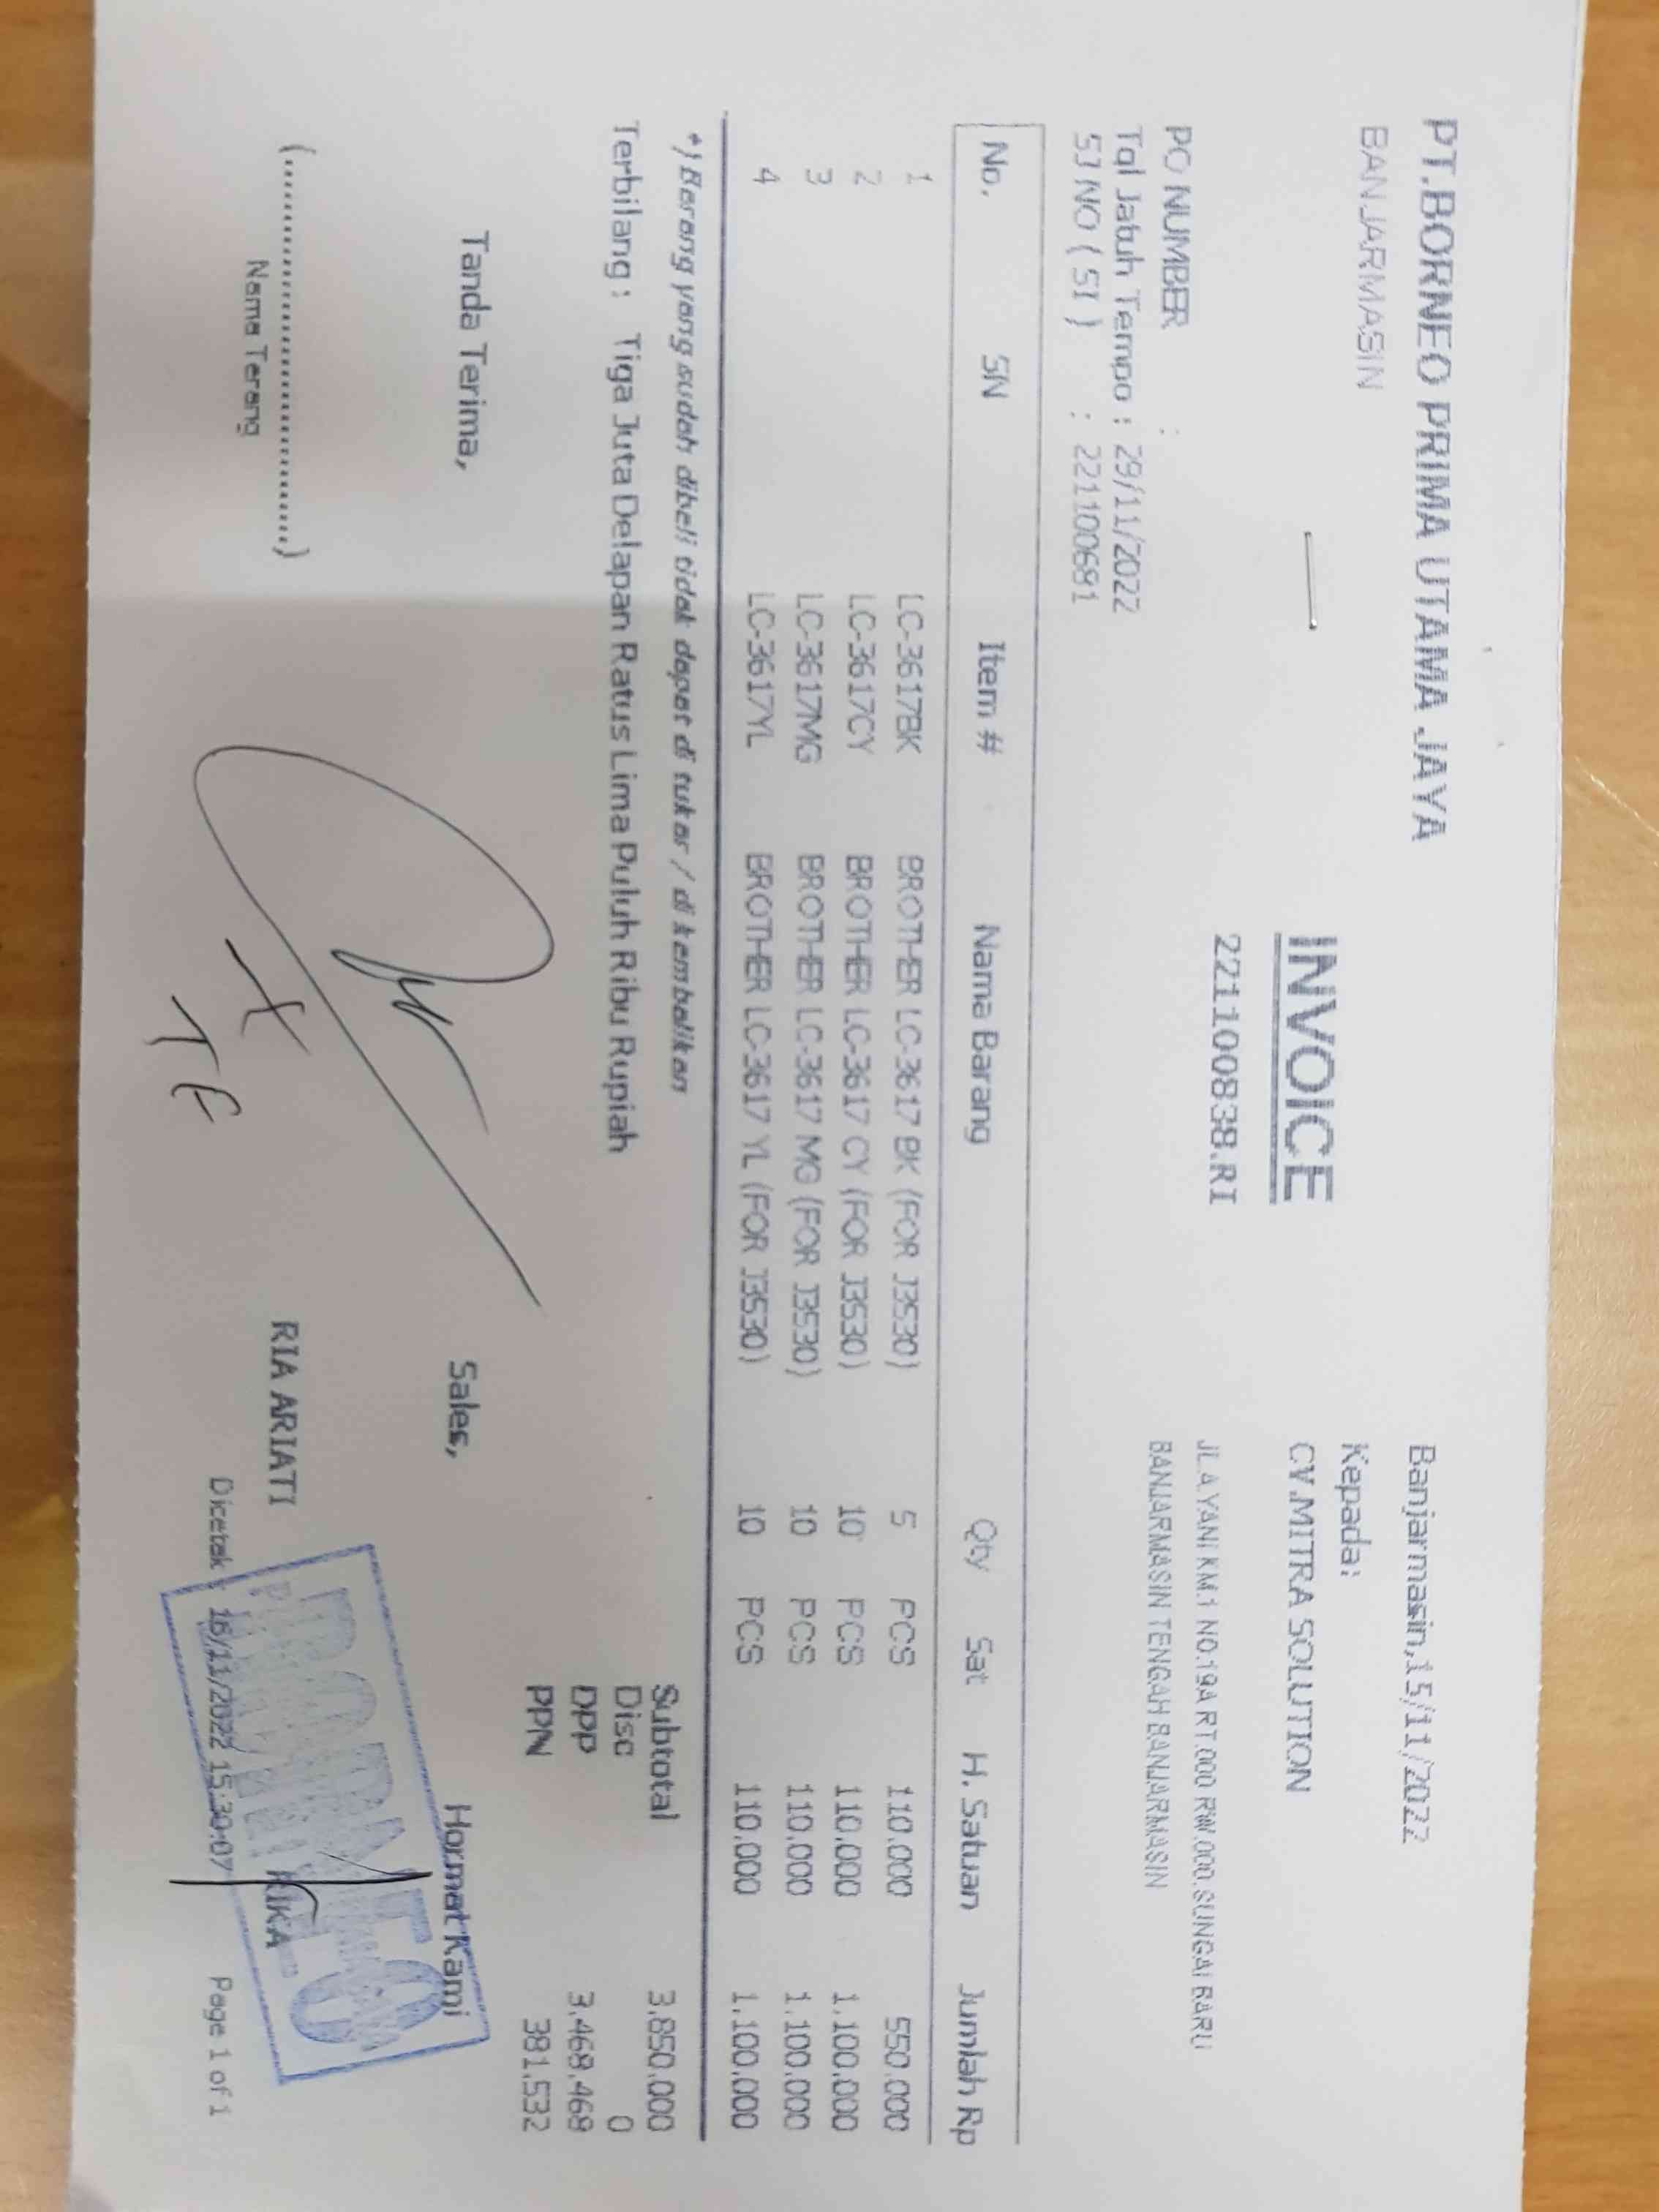 PT.BORNEO PRIMA UTAMA JAYA
BANJARMASIN
Banjarmasin,15/11/2022
Kepada:
CV.MITRA SOLUTION
JL.A.YANI KM.1 NO.19A RT.000 RW.000.SUNGAI BARU
BANJARMASIN TENGAH BANJARMASIN
INVOICE
221100838.RI
PO NUMBER :
Tgl Jatuh Tempo : 29/11/2022
SJ NO ( SI ) : 221100681
No. SN Item # Nama Barang Qty Sat H. Satuan Jumlah Rp
1 LC-3617BK BROTHER LC-3617 BK (FOR J3530) 5 PCS 110.000 550.000
2 LC-3617CY BROTHER LC-3617 CY (FOR J3530) 10 PCS 110.000 1.100.000
3 LC-3617MG BROTHER LC-3617 MG (FOR J3530) 10 PCS 110.000 1.100.000
4 LC-3617YL BROTHER LC-3617 YL (FOR J3530) 10 PCS 110.000 1.100.000
*) Barang yang sudah dibeli tidak dapat di tukar / di kembalikan
Terbilang : Tiga Juta Delapan Ratus Lima Puluh Ribu Rupiah
Subtotal 3.850.000
Disc 0
DPP 3.468.468
PPN 381.532
Tanda Terima,
Sales,
Hormat Kami
(..............................)
Nama Terang
RIA ARIATI
KIKA
BORNEO
Dicetak : 16/11/2022 15:30:07
Page 1 of 1